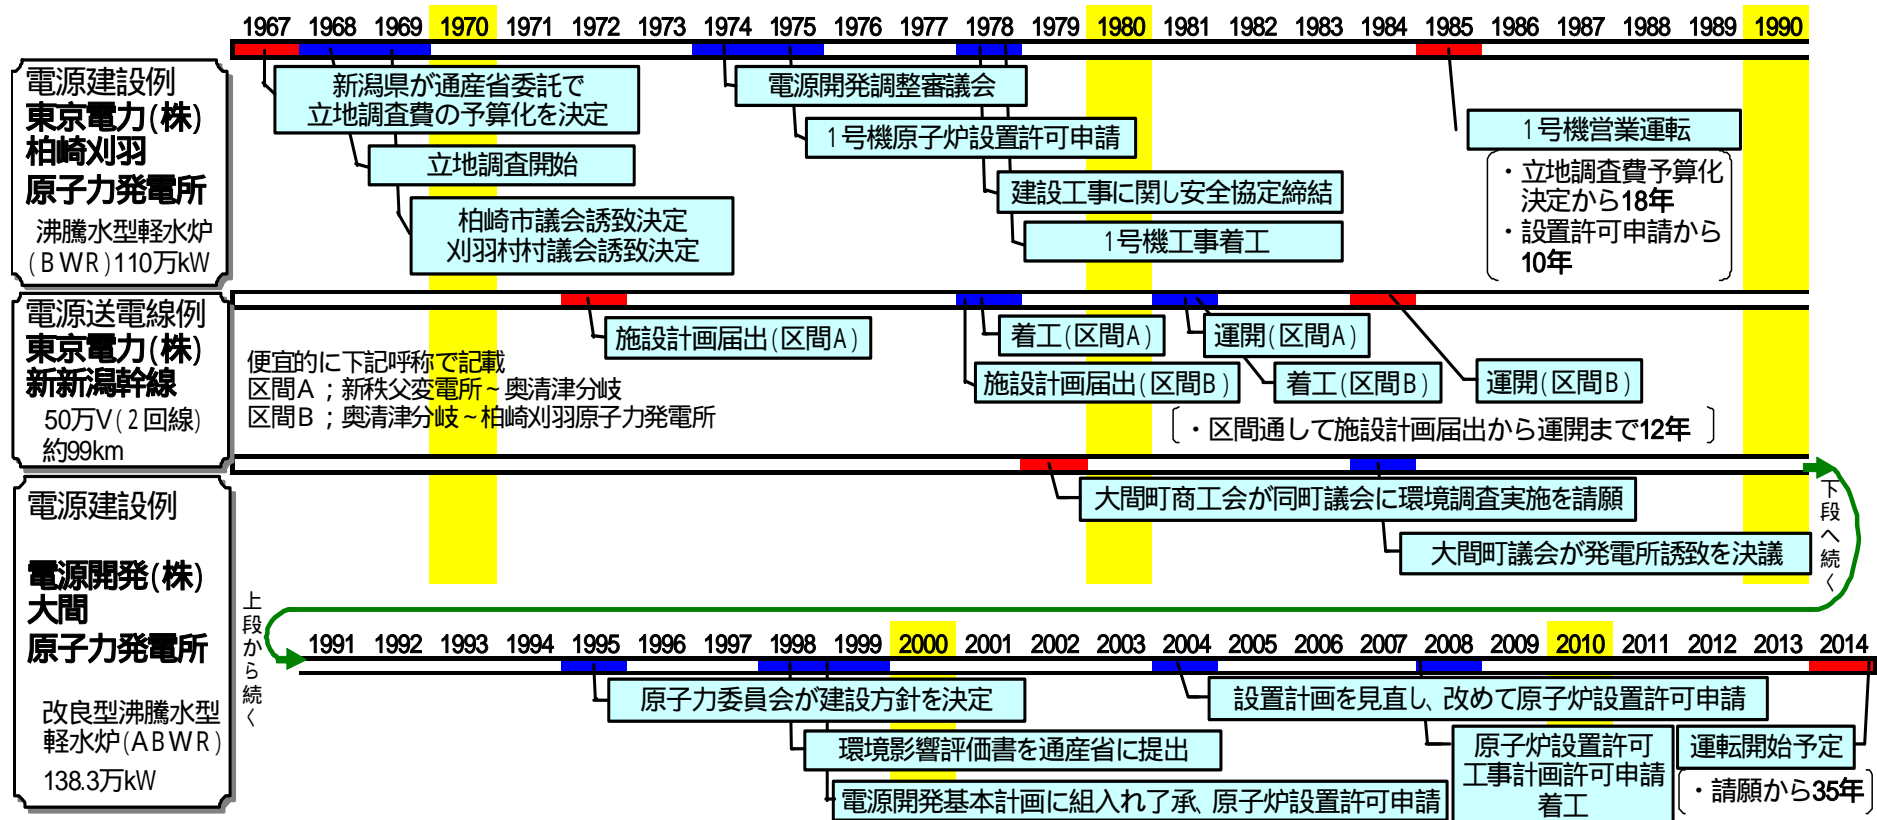 1967 1968 1969 1970 1971 1972 1973 1974 1975 1976 1977 1978 1979 1980 1981 1982 1983 1984 1985 1986 1987 1988 1989 1990
電源建設例
東京電力(株)
柏崎刈羽
原子力発電所
沸騰水型軽水炉
(BWR)110万kW
新潟県が通産省委託で
立地調査費の予算化を決定
立地調査開始
柏崎市議会誘致決定
刈羽村村議会誘致決定
電源開発調整審議会
1号機原子炉設置許可申請
建設工事に関し安全協定締結
1号機工事着工
1号機営業運転
・立地調査費予算化
決定から18年
・設置許可申請から
10年
電源送電線例
東京電力(株)
新新潟幹線
50万V(2回線)
約99km
施設計画届出(区間A)
着工(区間A)
運開(区間A)
施設計画届出(区間B)
着工(区間B)
運開(区間B)
便宜的に下記呼称で記載
区間A;新秩父変電所~奥清津分岐
区間B;奥清津分岐~柏崎刈羽原子力発電所
・区間通して施設計画届出から運開まで12年
電源建設例
電源開発(株)
大間
原子力発電所
改良型沸騰水型
軽水炉(ABWR)
138.3万kW
大間町商工会が同町議会に環境調査実施を請願
大間町議会が発電所誘致を決議
下段へ続く
上段から続く
1991 1992 1993 1994 1995 1996 1997 1998 1999 2000 2001 2002 2003 2004 2005 2006 2007 2008 2009 2010 2011 2012 2013 2014
原子力委員会が建設方針を決定
設置計画を見直し、改めて原子炉設置許可申請
環境影響評価書を通産省に提出
電源開発基本計画に組入れ了承、原子炉設置許可申請
原子炉設置許可
工事計画許可申請
着工
運転開始予定
・請願から35年